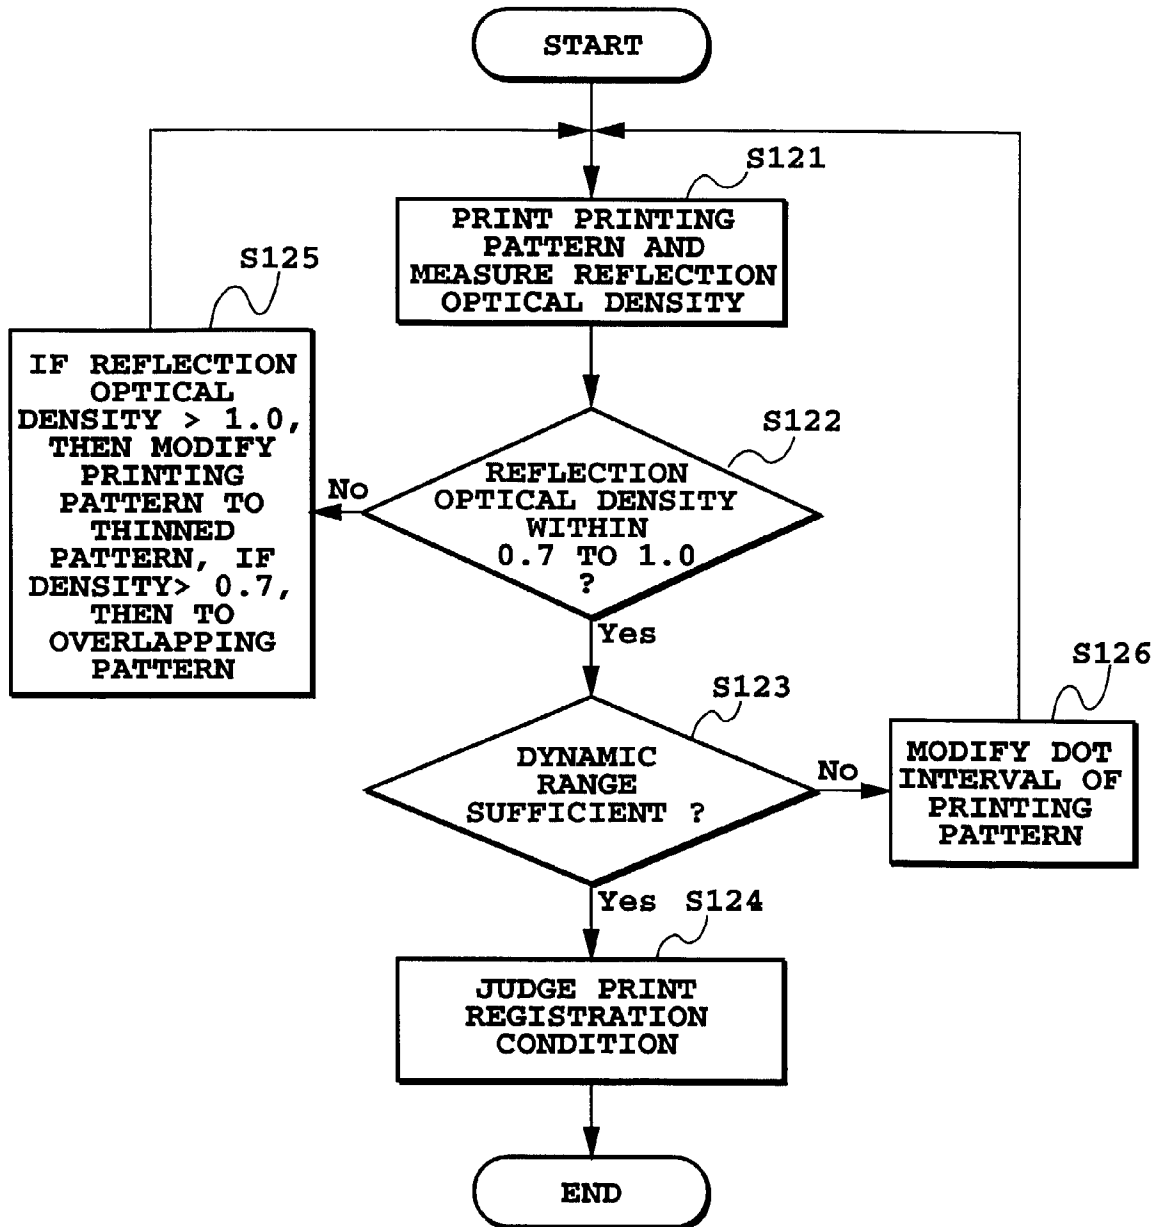 START
S121
PRINT PRINTING
PATTERN AND
MEASURE REFLECTION
OPTICAL DENSITY
S125
IF REFLECTION
OPTICAL
DENSITY > 1.0,
THEN MODIFY
PRINTING
PATTERN TO
THINNED
PATTERN, IF
DENSITY> 0.7,
THEN TO
OVERLAPPING
PATTERN
S122
REFLECTION
OPTICAL DENSITY
WITHIN
0.7 TO 1.0
?
No
Yes
S123
DYNAMIC
RANGE
SUFFICIENT ?
No
S126
MODIFY DOT
INTERVAL OF
PRINTING
PATTERN
Yes
S124
JUDGE PRINT
REGISTRATION
CONDITION
END